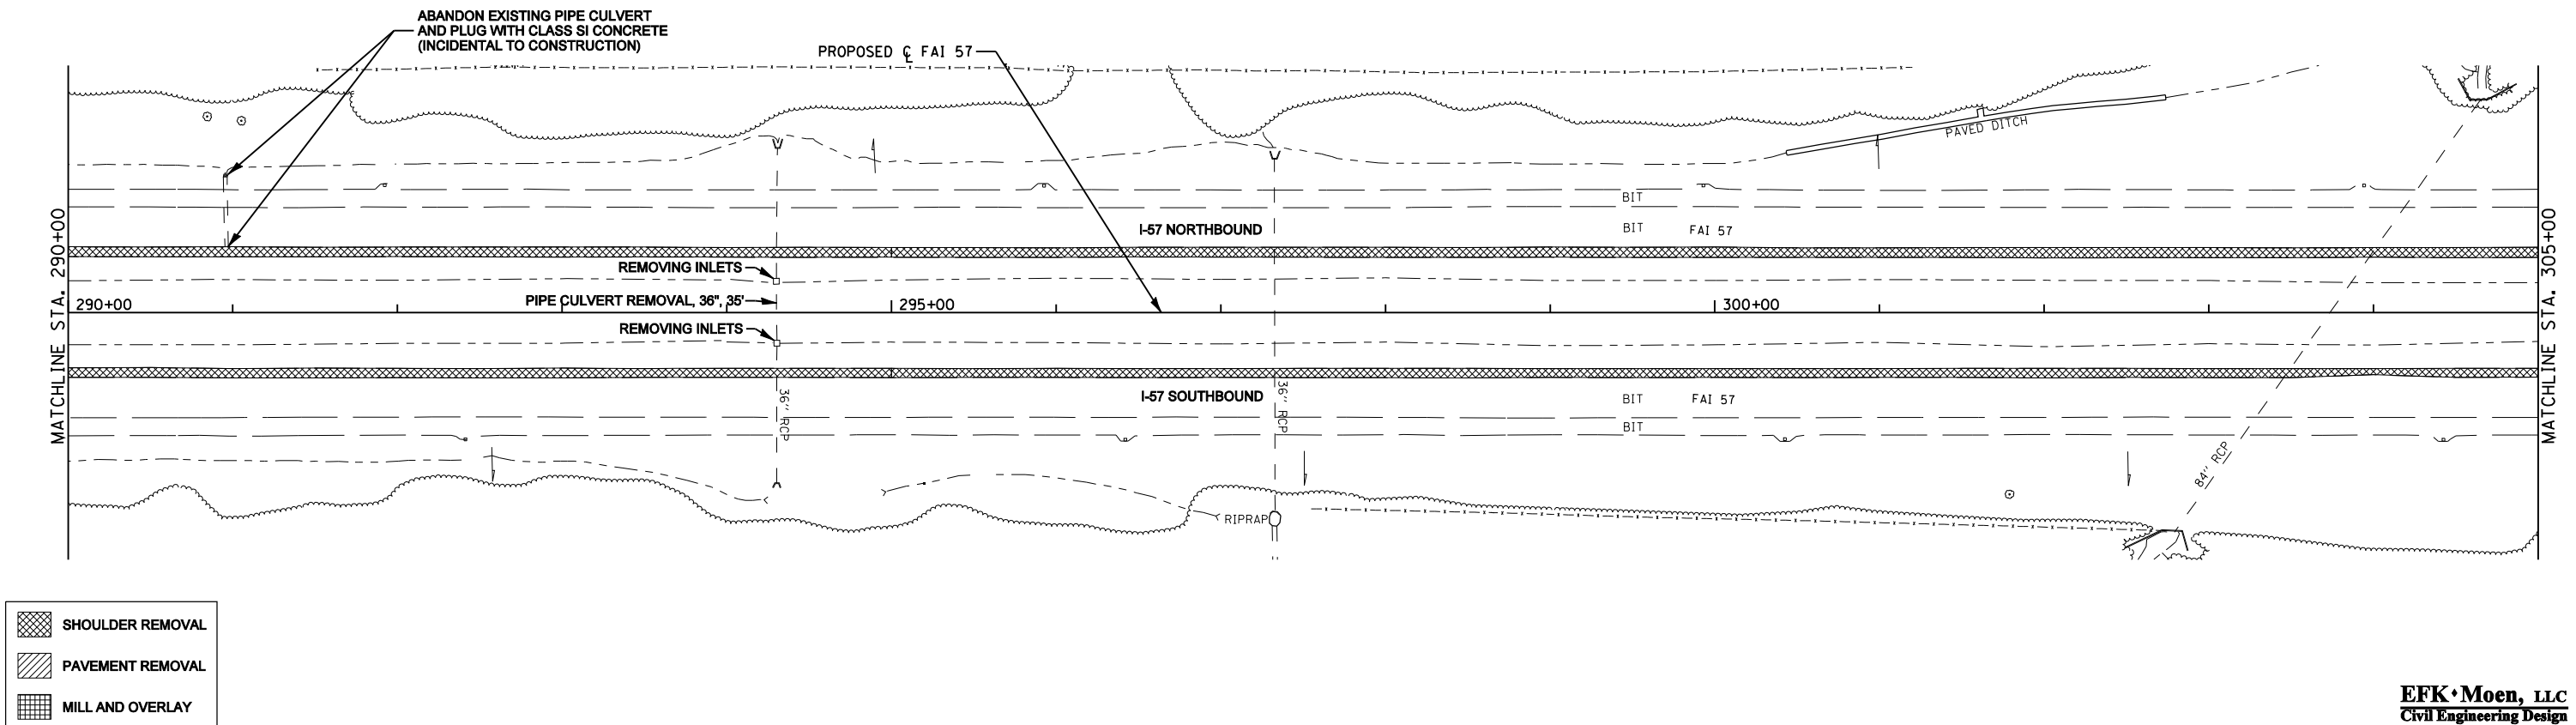 ABANDON EXISTING PIPE CULVERT
AND PLUG WITH CLASS SI CONCRETE
(INCIDENTAL TO CONSTRUCTION)
PROPOSED ℄ FAI 57
PAVED DITCH
BIT
I-57 NORTHBOUND
BIT
FAI 57
REMOVING INLETS
PIPE CULVERT REMOVAL, 36", 35'
REMOVING INLETS
MATCHLINE STA. 290+00
290+00
295+00
300+00
MATCHLINE STA. 305+00
36" RCP
36" RCP
I-57 SOUTHBOUND
BIT
FAI 57
BIT
84" RCP
RIPRAP
SHOULDER REMOVAL
PAVEMENT REMOVAL
MILL AND OVERLAY
EFK♦Moen, LLC
Civil Engineering Design